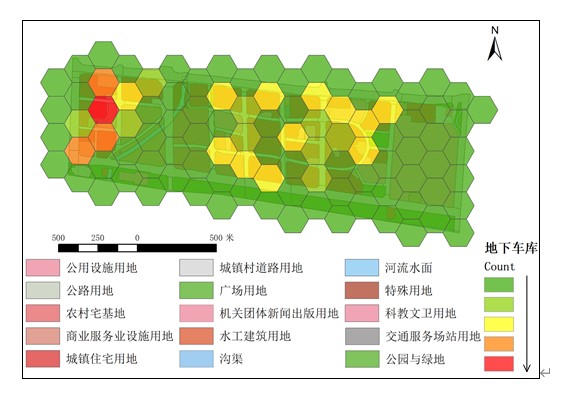 N
500 250 0 500 米
地下车库
Count
公用设施用地 城镇村道路用地 河流水面
公路用地 广场用地 特殊用地
农村宅基地 机关团体新闻出版用地 科教文卫用地
商业服务业设施用地 水工建筑用地 交通服务场站用地
城镇住宅用地 沟渠 公园与绿地